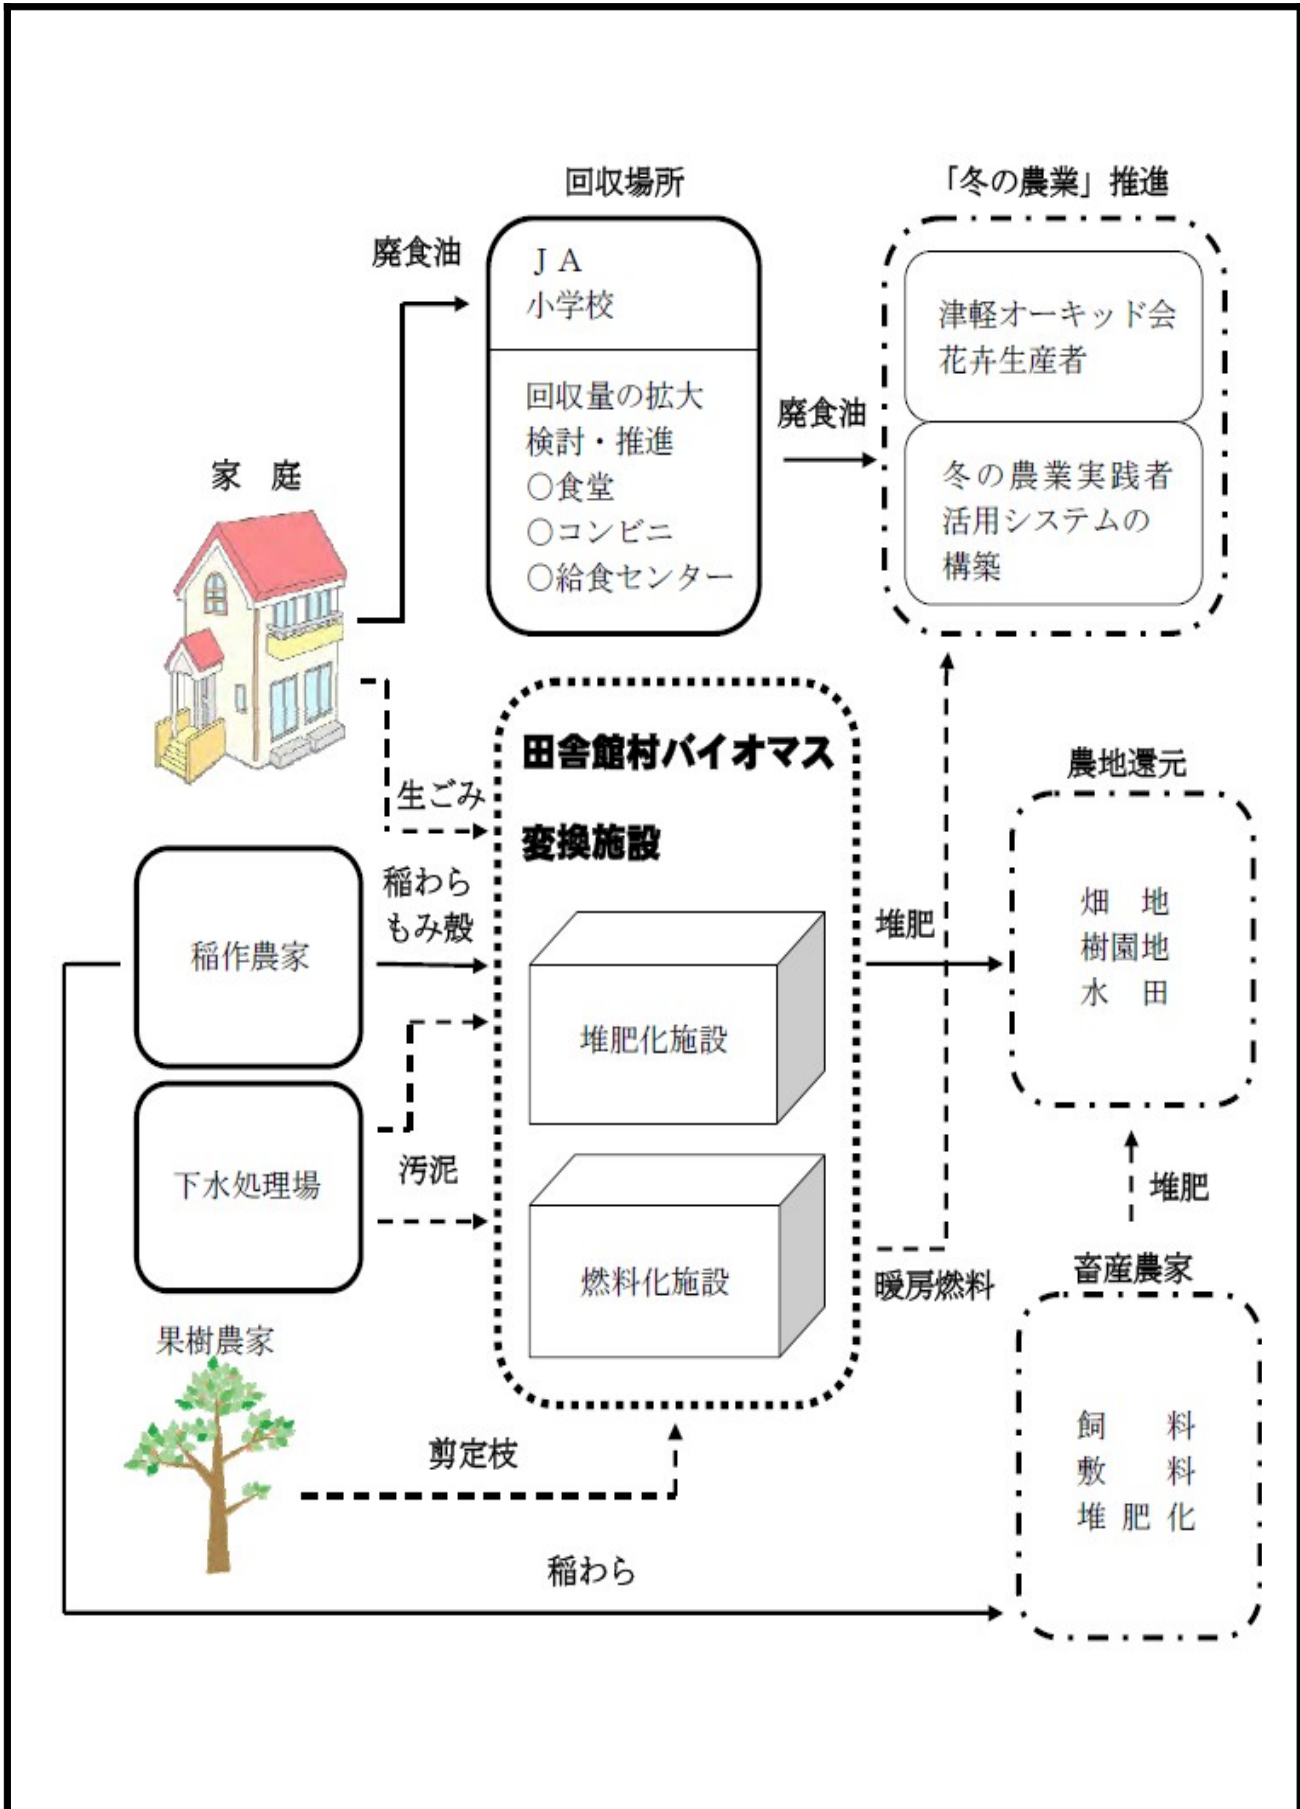 回収場所
「冬の農業」推進
廃食油
ＪＡ
小学校
津軽オーキッド会
花卉生産者
回収量の拡大
検討・推進
○食堂
○コンビニ
○給食センター
廃食油
冬の農業実践者
活用システムの
構築
家　庭
田舎館村バイオマス
変換施設
生ごみ
農地還元
稲わら
もみ殻
稲作農家
堆肥
畑　地
樹園地
水　田
堆肥化施設
下水処理場
汚泥
堆肥
燃料化施設
暖房燃料
畜産農家
果樹農家
剪定枝
飼　　料
敷　　料
堆 肥 化
稲わら